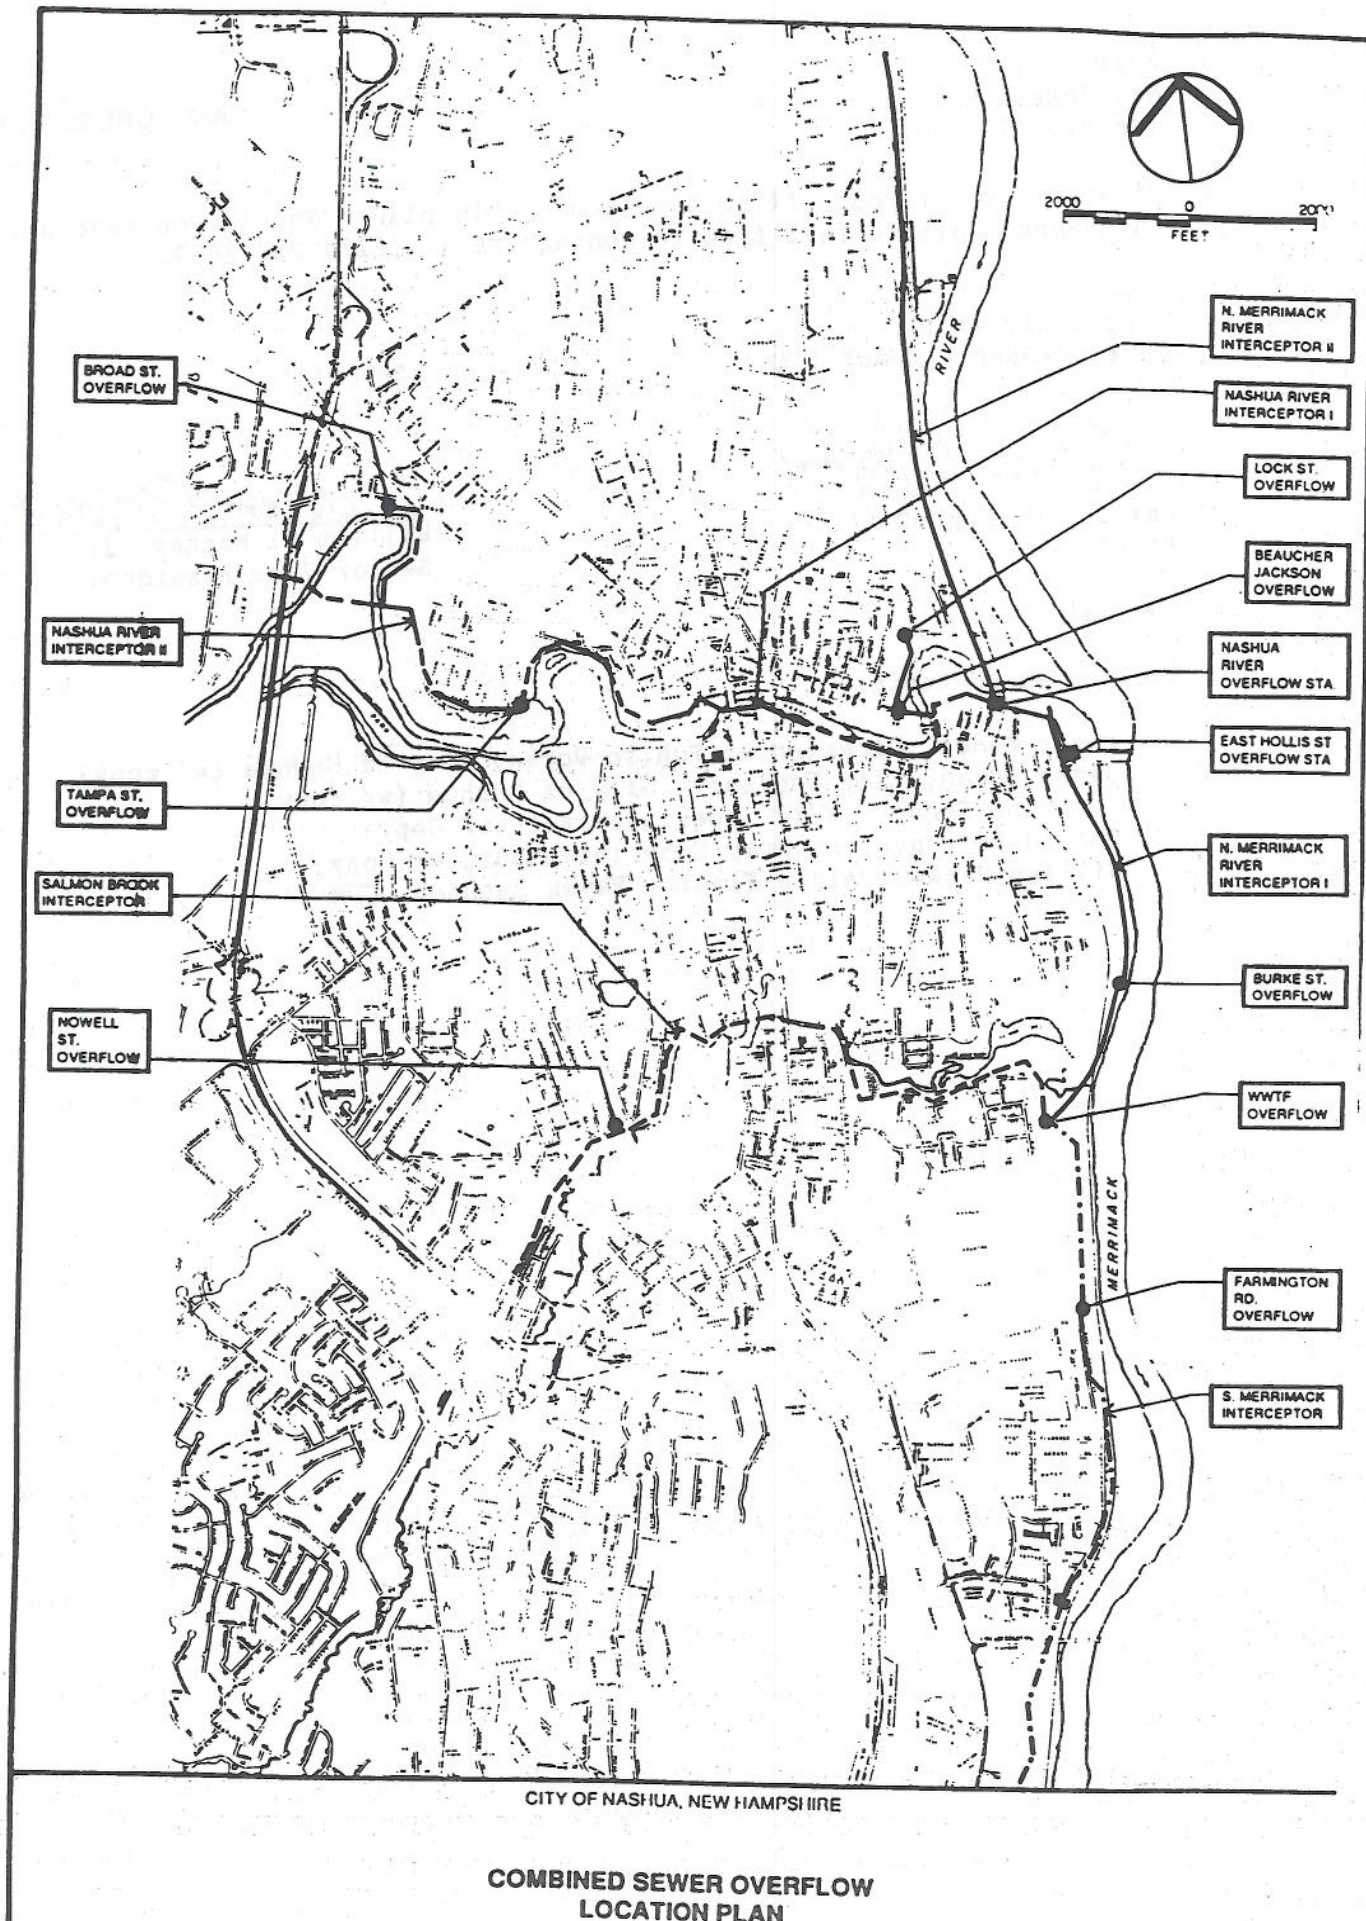 2000 0
FEET
N. MERRIMACK
RIVER
INTERCEPTOR II
RIVER
BROAD ST.
OVERFLOW
NASHUA RIVER
INTERCEPTOR I
LOCK ST.
OVERFLOW
BEAUCHER
JACKSON
OVERFLOW
NASHUA RIVER
INTERCEPTOR II
NASHUA
RIVER
OVERFLOW STA.
EAST HOLLIS ST
OVERFLOW STA
TAMPA ST.
OVERFLOW
N. MERRIMACK
RIVER
INTERCEPTOR I
SALMON BROOK
INTERCEPTOR
BURKE ST.
OVERFLOW
NOWELL
ST.
OVERFLOW
WWTF
OVERFLOW
MERRIMACK
FARMINGTON
RD.
OVERFLOW
S. MERRIMACK
INTERCEPTOR
CITY OF NASHUA, NEW HAMPSHIRE
COMBINED SEWER OVERFLOW
LOCATION PLAN